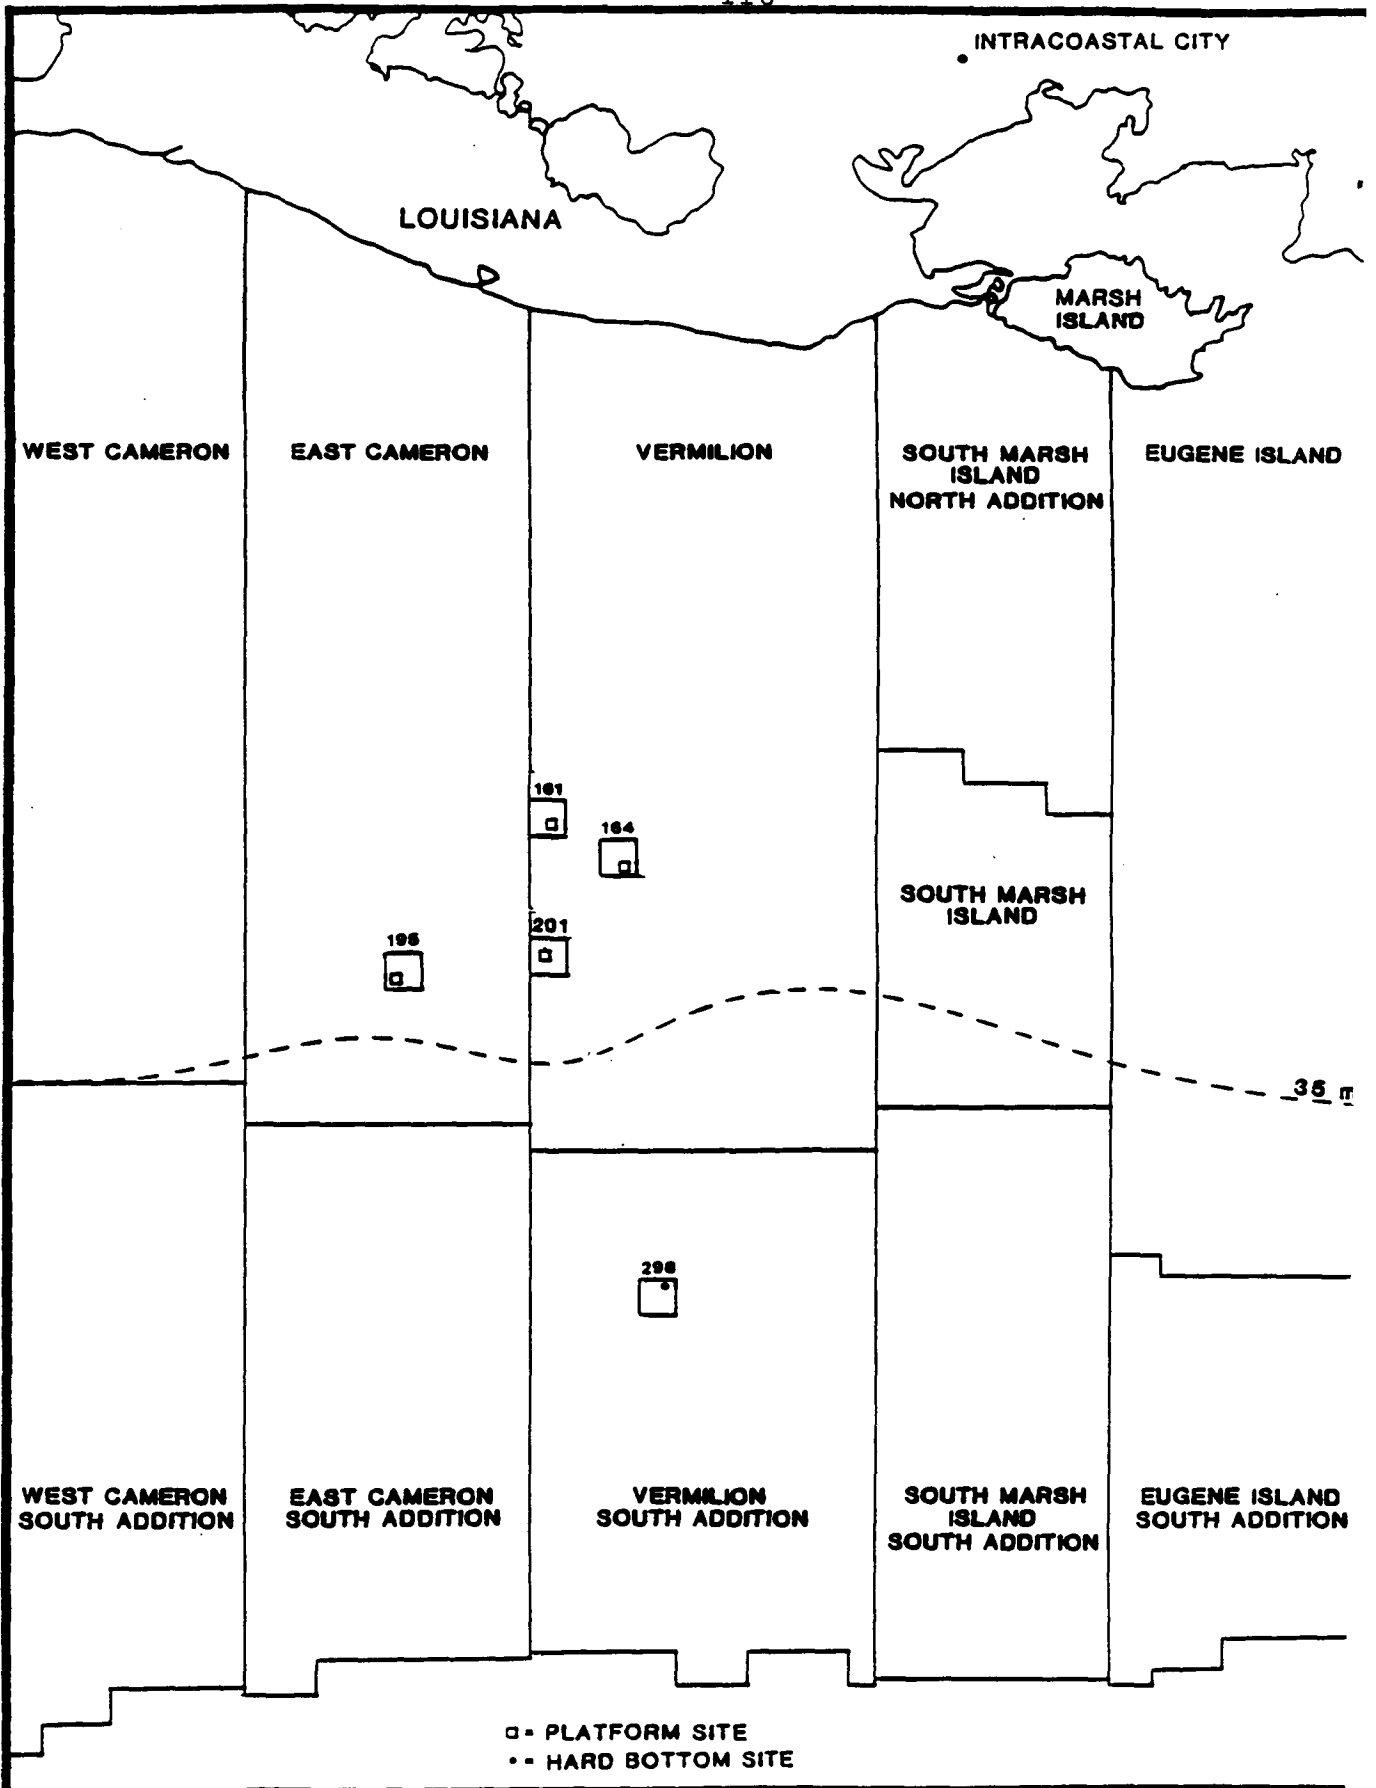 INTRACOASTAL CITY
LOUISIANA
MARSH
ISLAND
WEST CAMERON
EAST CAMERON
VERMILION
SOUTH MARSH
ISLAND
NORTH ADDITION
EUGENE ISLAND
161
164
SOUTH MARSH
ISLAND
201
195
35 m
298
WEST CAMERON
SOUTH ADDITION
EAST CAMERON
SOUTH ADDITION
VERMILION
SOUTH ADDITION
SOUTH MARSH
ISLAND
SOUTH ADDITION
EUGENE ISLAND
SOUTH ADDITION
□ = PLATFORM SITE
• = HARD BOTTOM SITE